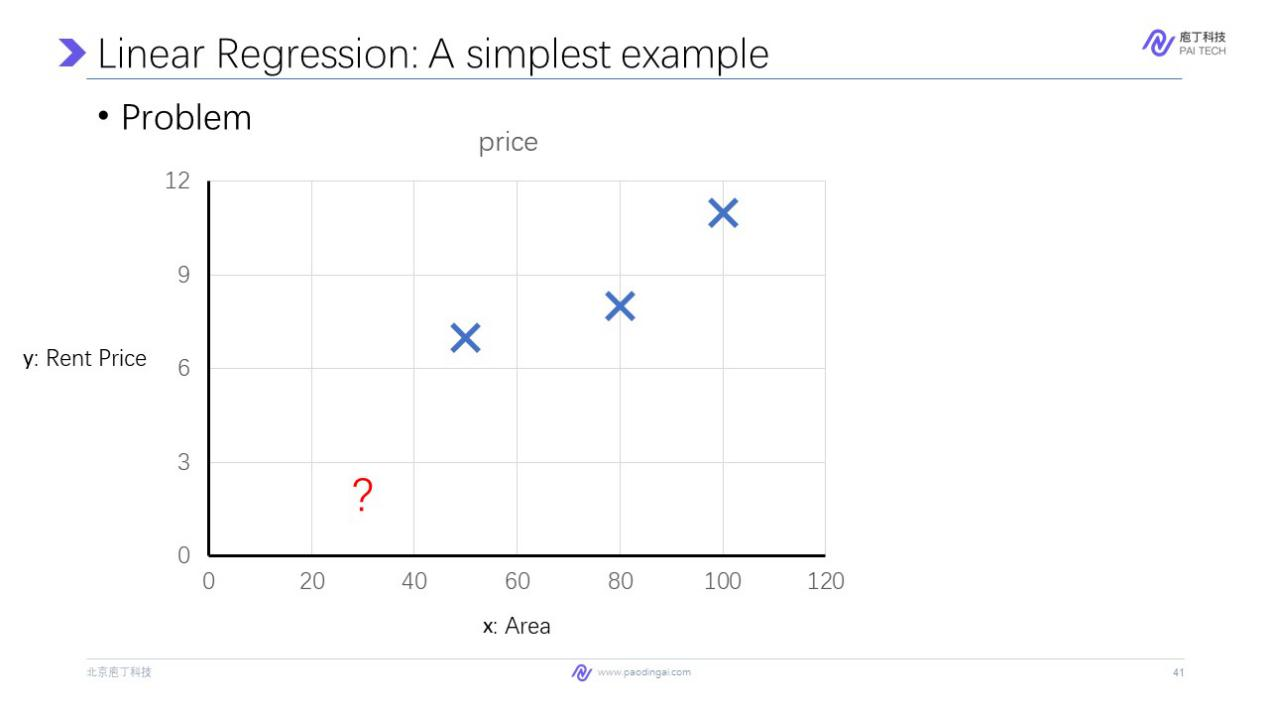 Linear Regression: A simplest example
庖丁科技
PAI TECH
• Problem
price
12
9
6
3
0
y: Rent Price
?
0 20 40 60 80 100 120
x: Area
北京庖丁科技
www.paodingai.com
41